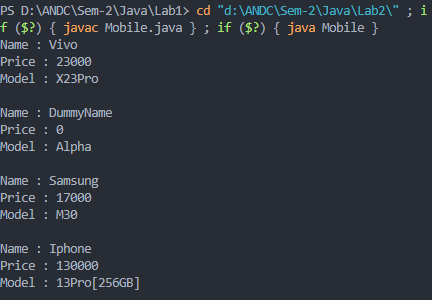 PS D:\ANDC\Sem-2\Java\Lab1> cd "d:\ANDC\Sem-2\Java\Lab2\" ; i
f ($?) { javac Mobile.java } ; if ($?) { java Mobile }
Name : Vivo
Price : 23000
Model : X23Pro

Name : DummyName
Price : 0
Model : Alpha

Name : Samsung
Price : 17000
Model : M30

Name : Iphone
Price : 130000
Model : 13Pro[256GB]